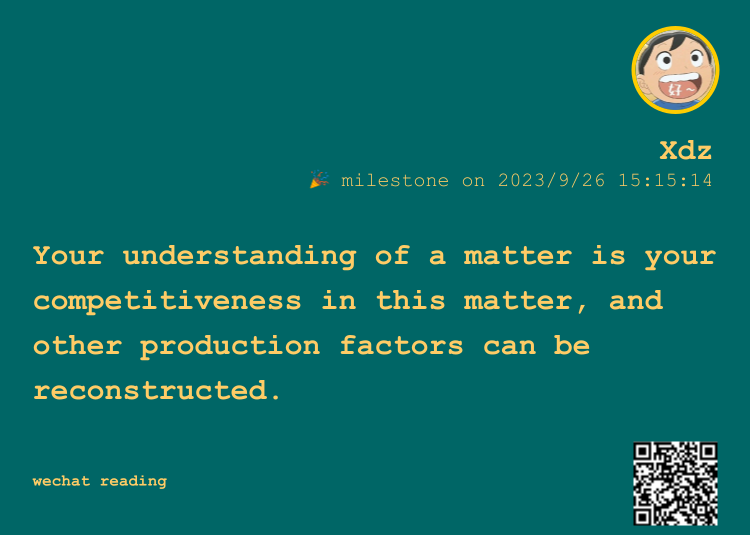 好~
Xdz
🎉 milestone on 2023/9/26 15:15:14
Your understanding of a matter is your
competitiveness in this matter, and
other production factors can be
reconstructed.
wechat reading